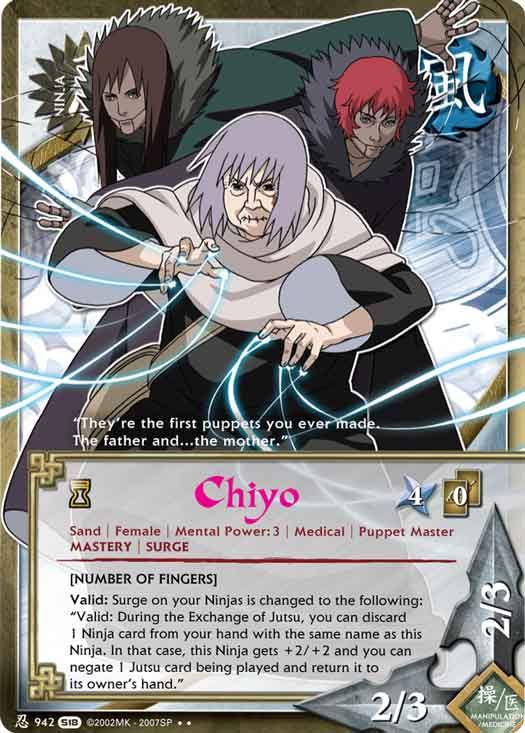 NINJA
風
"They're the first puppets you ever made.
The father and...the mother."
Chiyo
4
0
Sand | Female | Mental Power: 3 | Medical | Puppet Master
MASTERY | SURGE
[NUMBER OF FINGERS]
Valid: Surge on your Ninjas is changed to the following:
"Valid: During the Exchange of Jutsu, you can discard
1 Ninja card from your hand with the same name as this
Ninja. In that case, this Ninja gets +2/+2 and you can
negate 1 Jutsu card being played and return it to
its owner's hand."
2/3
2/3
操/医
MANIPULATION
/MEDICINE
忍 942 S18 ©2002MK - 2007SP